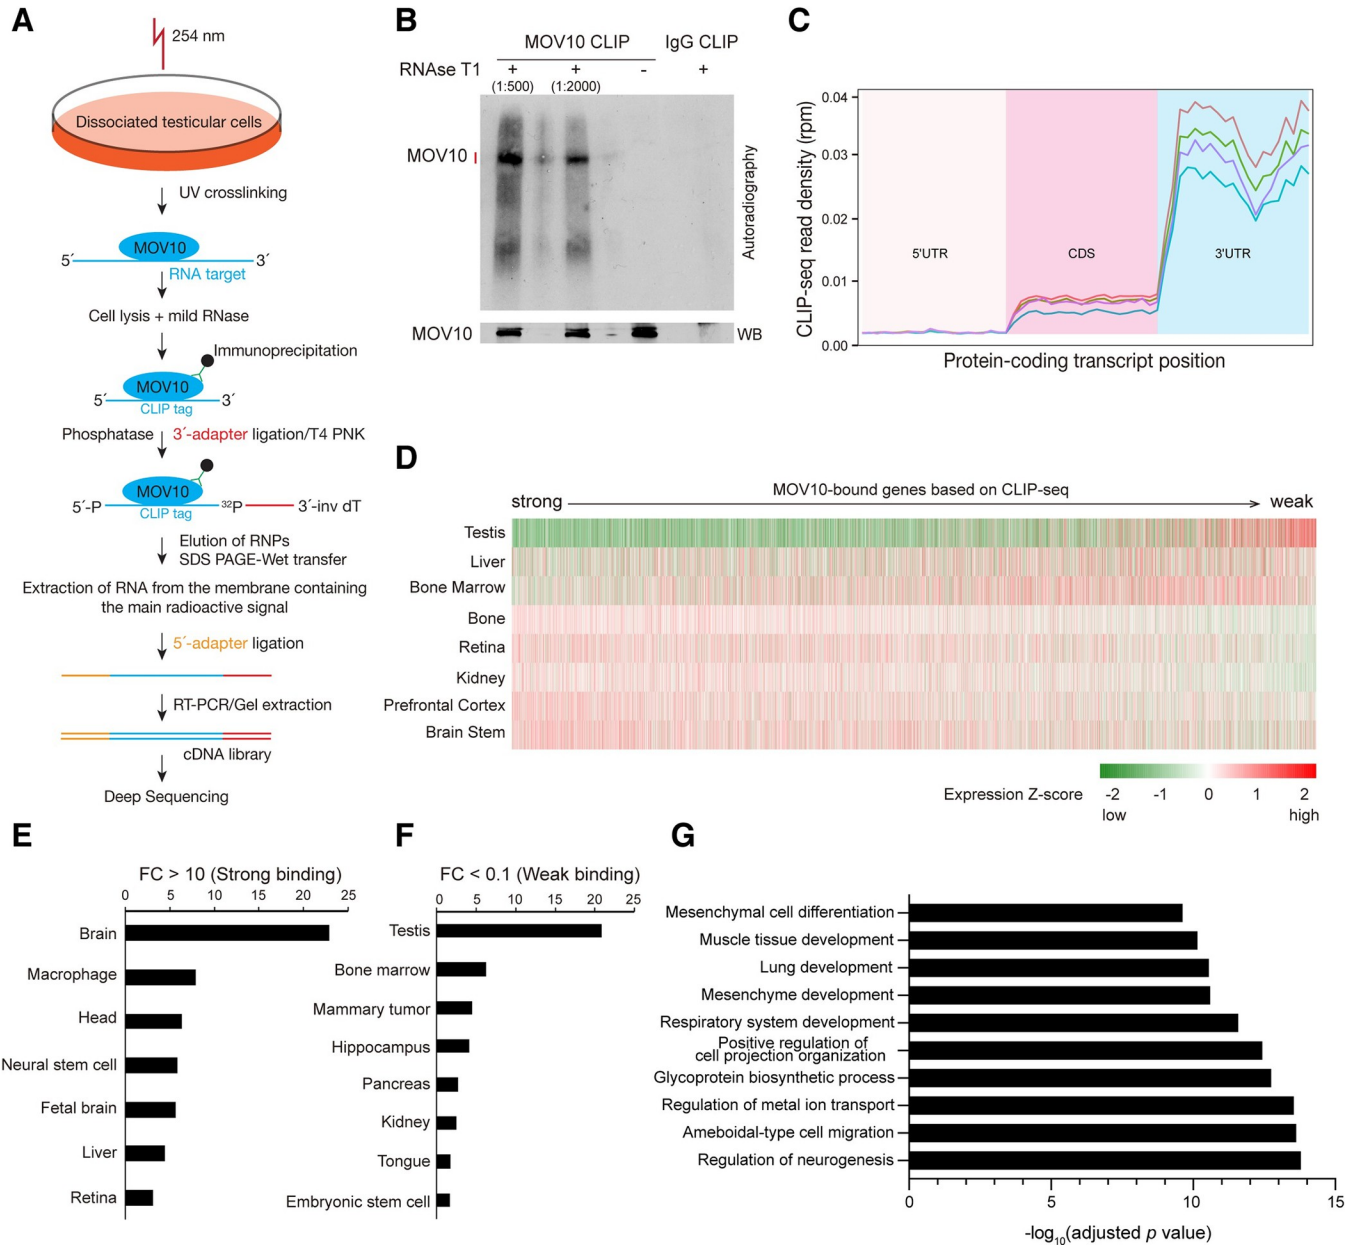 A
254 nm
Dissociated testicular cells
UV crosslinking
MOV10
5´ 3´
RNA target
Cell lysis + mild RNase
Immunoprecipitation
MOV10
5´ 3´
CLIP tag
Phosphatase 3´-adapter ligation/T4 PNK
MOV10
5´-P 32P 3´-inv dT
CLIP tag
Elution of RNPs
SDS PAGE-Wet transfer
Extraction of RNA from the membrane containing
the main radioactive signal
5´-adapter ligation
RT-PCR/Gel extraction
cDNA library
Deep Sequencing
B
MOV10 CLIP IgG CLIP
RNAse T1 + + - +
(1:500) (1:2000)
MOV10
Autoradiography
MOV10 WB
C
CLIP-seq read density (rpm)
0.04
0.03
0.02
0.01
0.00
5'UTR CDS 3'UTR
Protein-coding transcript position
D
MOV10-bound genes based on CLIP-seq
strong weak
Testis
Liver
Bone Marrow
Bone
Retina
Kidney
Prefrontal Cortex
Brain Stem
Expression Z-score -2 -1 0 1 2
low high
E
FC > 10 (Strong binding)
0 5 10 15 20 25
Brain
Macrophage
Head
Neural stem cell
Fetal brain
Liver
Retina
F
FC < 0.1 (Weak binding)
0 5 10 15 20 25
Testis
Bone marrow
Mammary tumor
Hippocampus
Pancreas
Kidney
Tongue
Embryonic stem cell
G
Mesenchymal cell differentiation
Muscle tissue development
Lung development
Mesenchyme development
Respiratory system development
Positive regulation of
cell projection organization
Glycoprotein biosynthetic process
Regulation of metal ion transport
Ameboidal-type cell migration
Regulation of neurogenesis
0 5 10 15
-log10(adjusted p value)